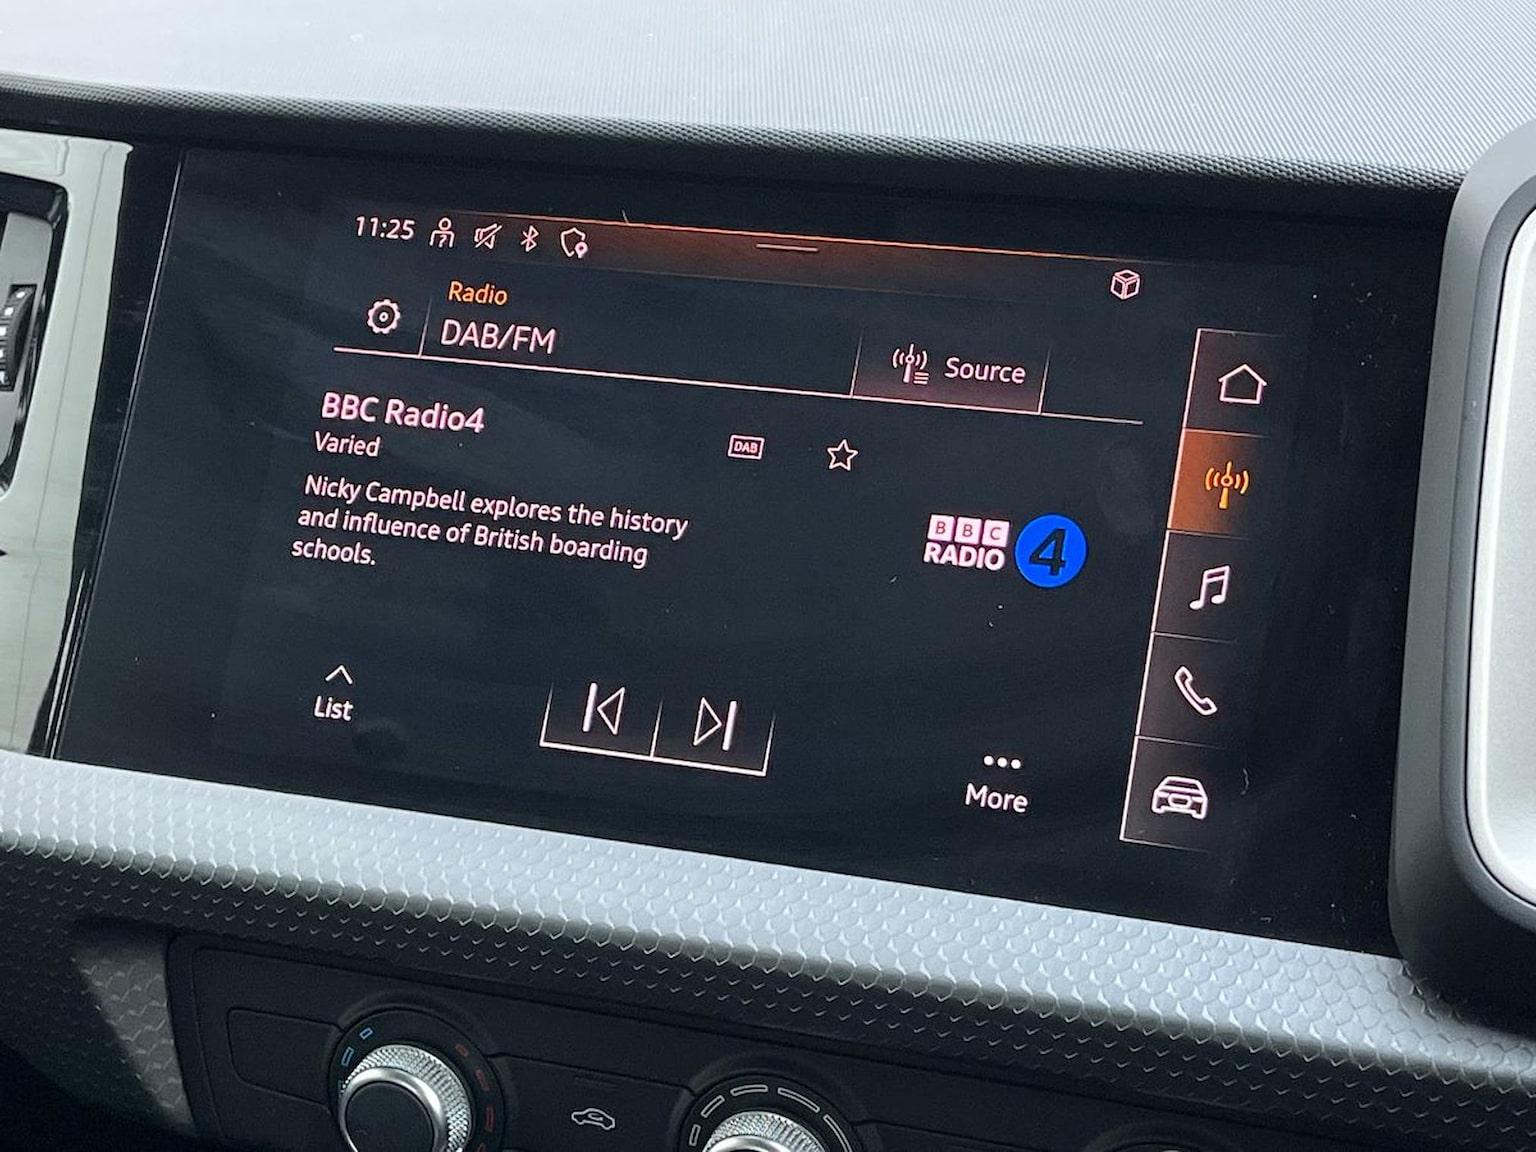 11:25
Radio
DAB/FM
Source
BBC Radio4
Varied
DAB
Nicky Campbell explores the history
and influence of British boarding
schools.
BBC
RADIO 4
List
More